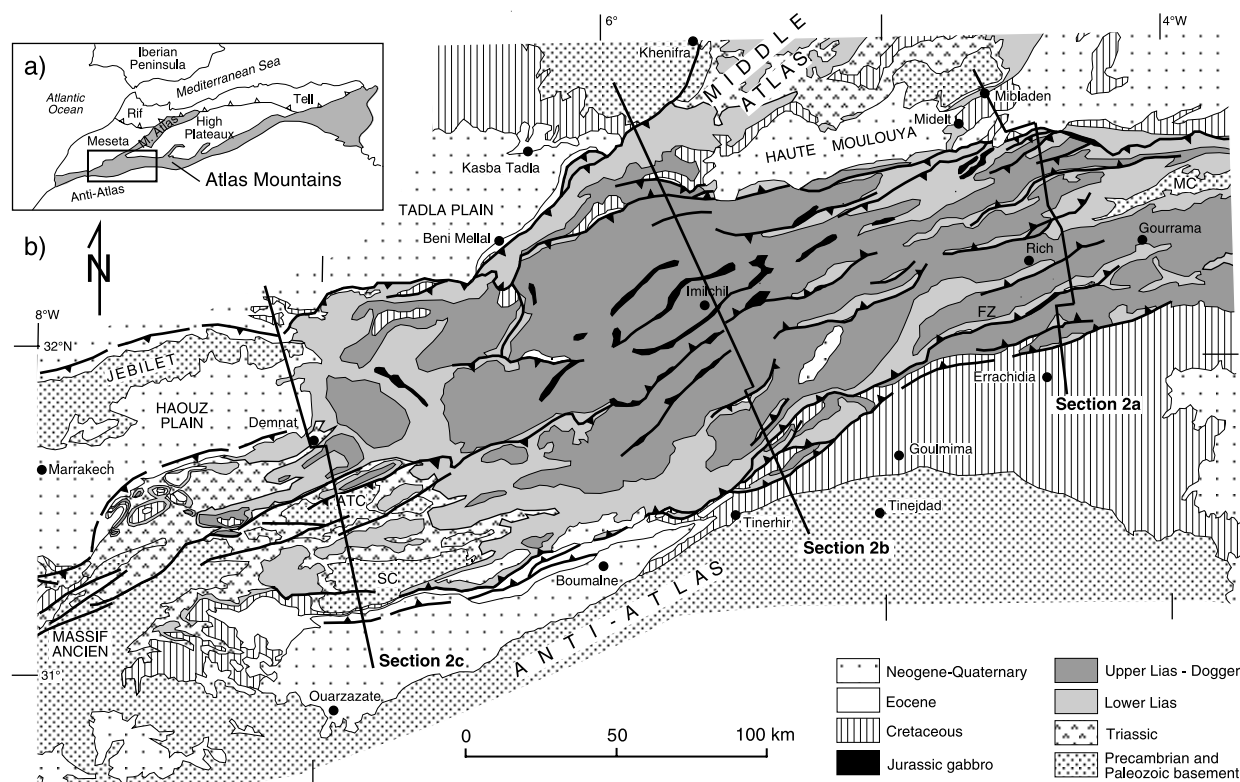 a)
Iberian
Peninsula
Mediterranean Sea
Atlantic
Ocean
Rif
Tell
M. Atlas
High
Plateaux
Meseta
Atlas Mountains
Anti-Atlas
b)
N
6°
4°W
Khenifra
MIDDLE
ATLAS
Mibladen
Midelt
HAUTE MOULOUYA
Kasba Tadla
MC
TADLA PLAIN
Beni Mellal
Gourrama
Rich
Imilchil
FZ
8°W
32°N
JEBILET
Errachidia
Section 2a
HAOUZ
PLAIN
Demnat
Goulmima
Marrakech
ATC
Tinejdad
Tinerhir
Section 2b
SC
Boumalne
ANTI-ATLAS
MASSIF
ANCIEN
Section 2c
31°
Ouarzazate
0 50 100 km
Neogene-Quaternary
Eocene
Cretaceous
Jurassic gabbro
Upper Lias - Dogger
Lower Lias
Triassic
Precambrian and
Paleozoic basement